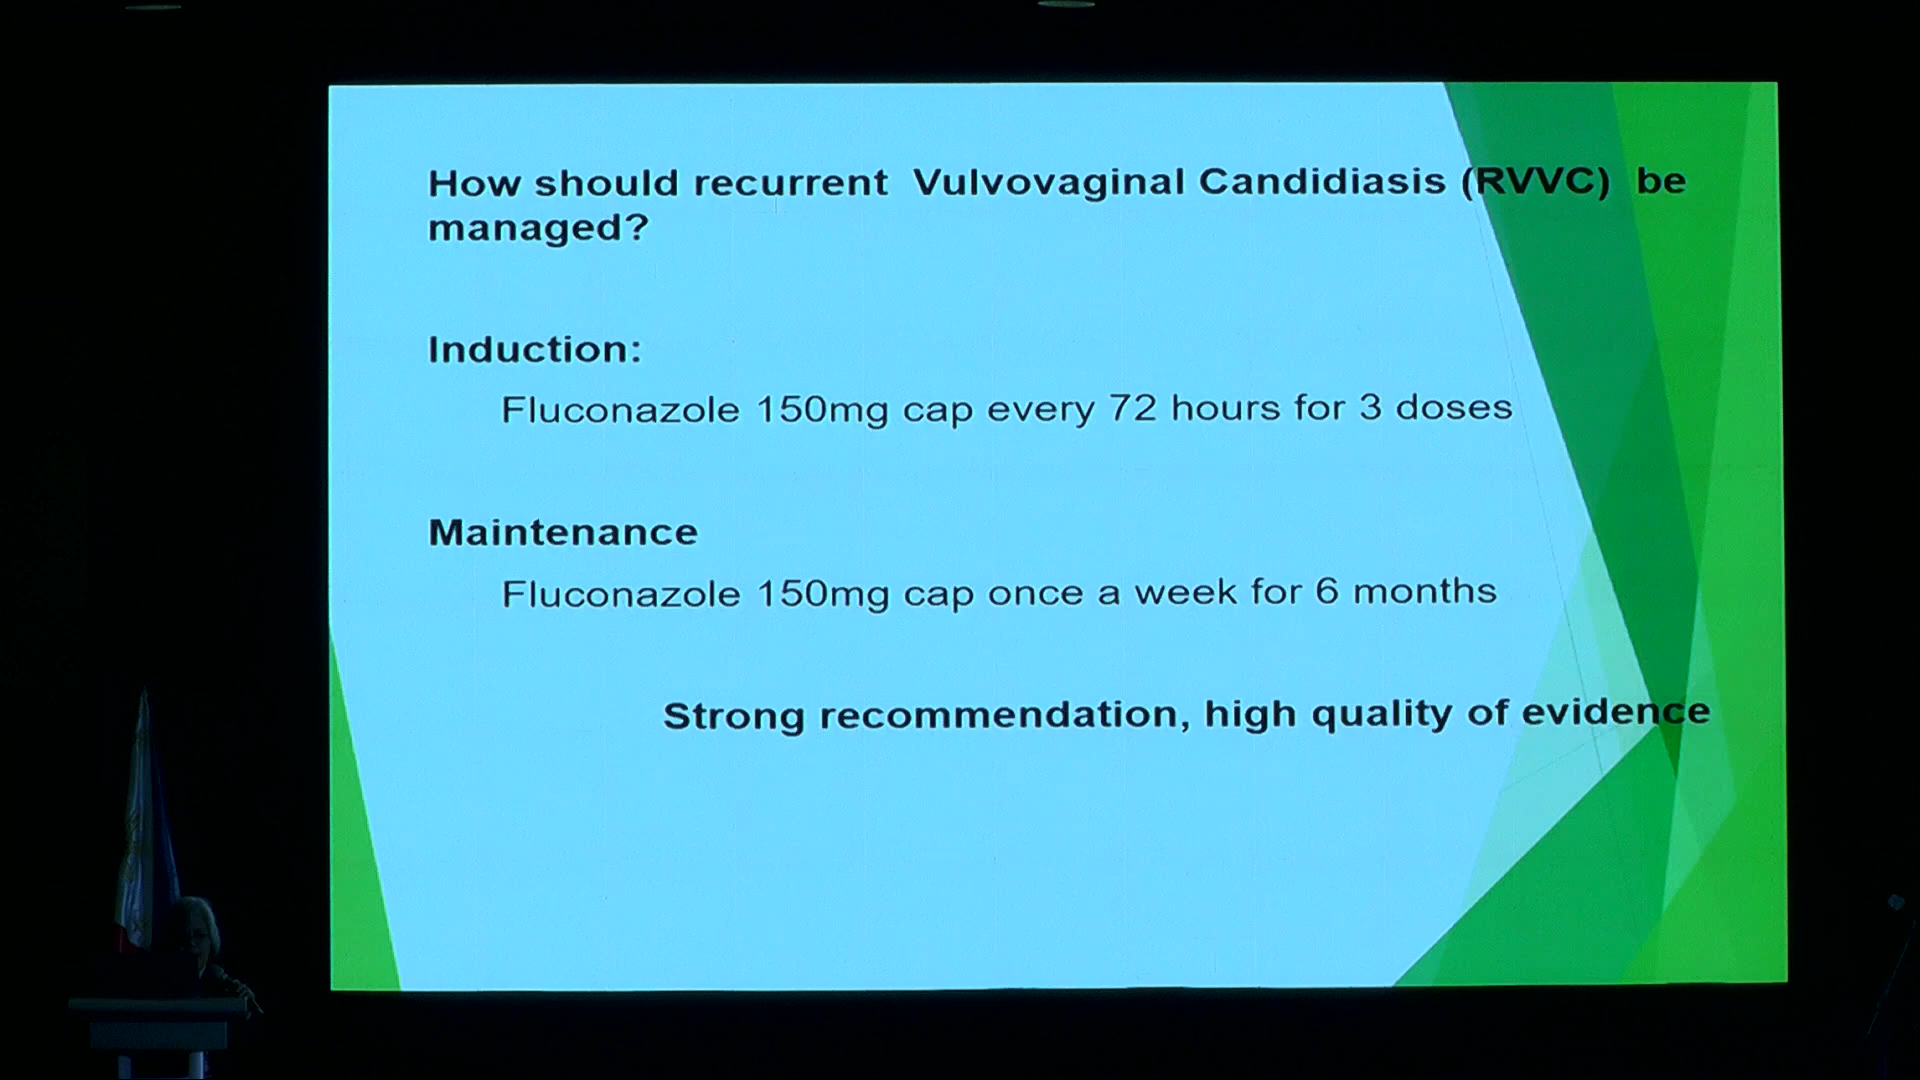 How should recurrent Vulvovaginal Candidiasis (RVVC) be
managed?
Induction:
Fluconazole 150mg cap every 72 hours for 3 doses
Maintenance
Fluconazole 150mg cap once a week for 6 months
Strong recommendation, high quality of evidence